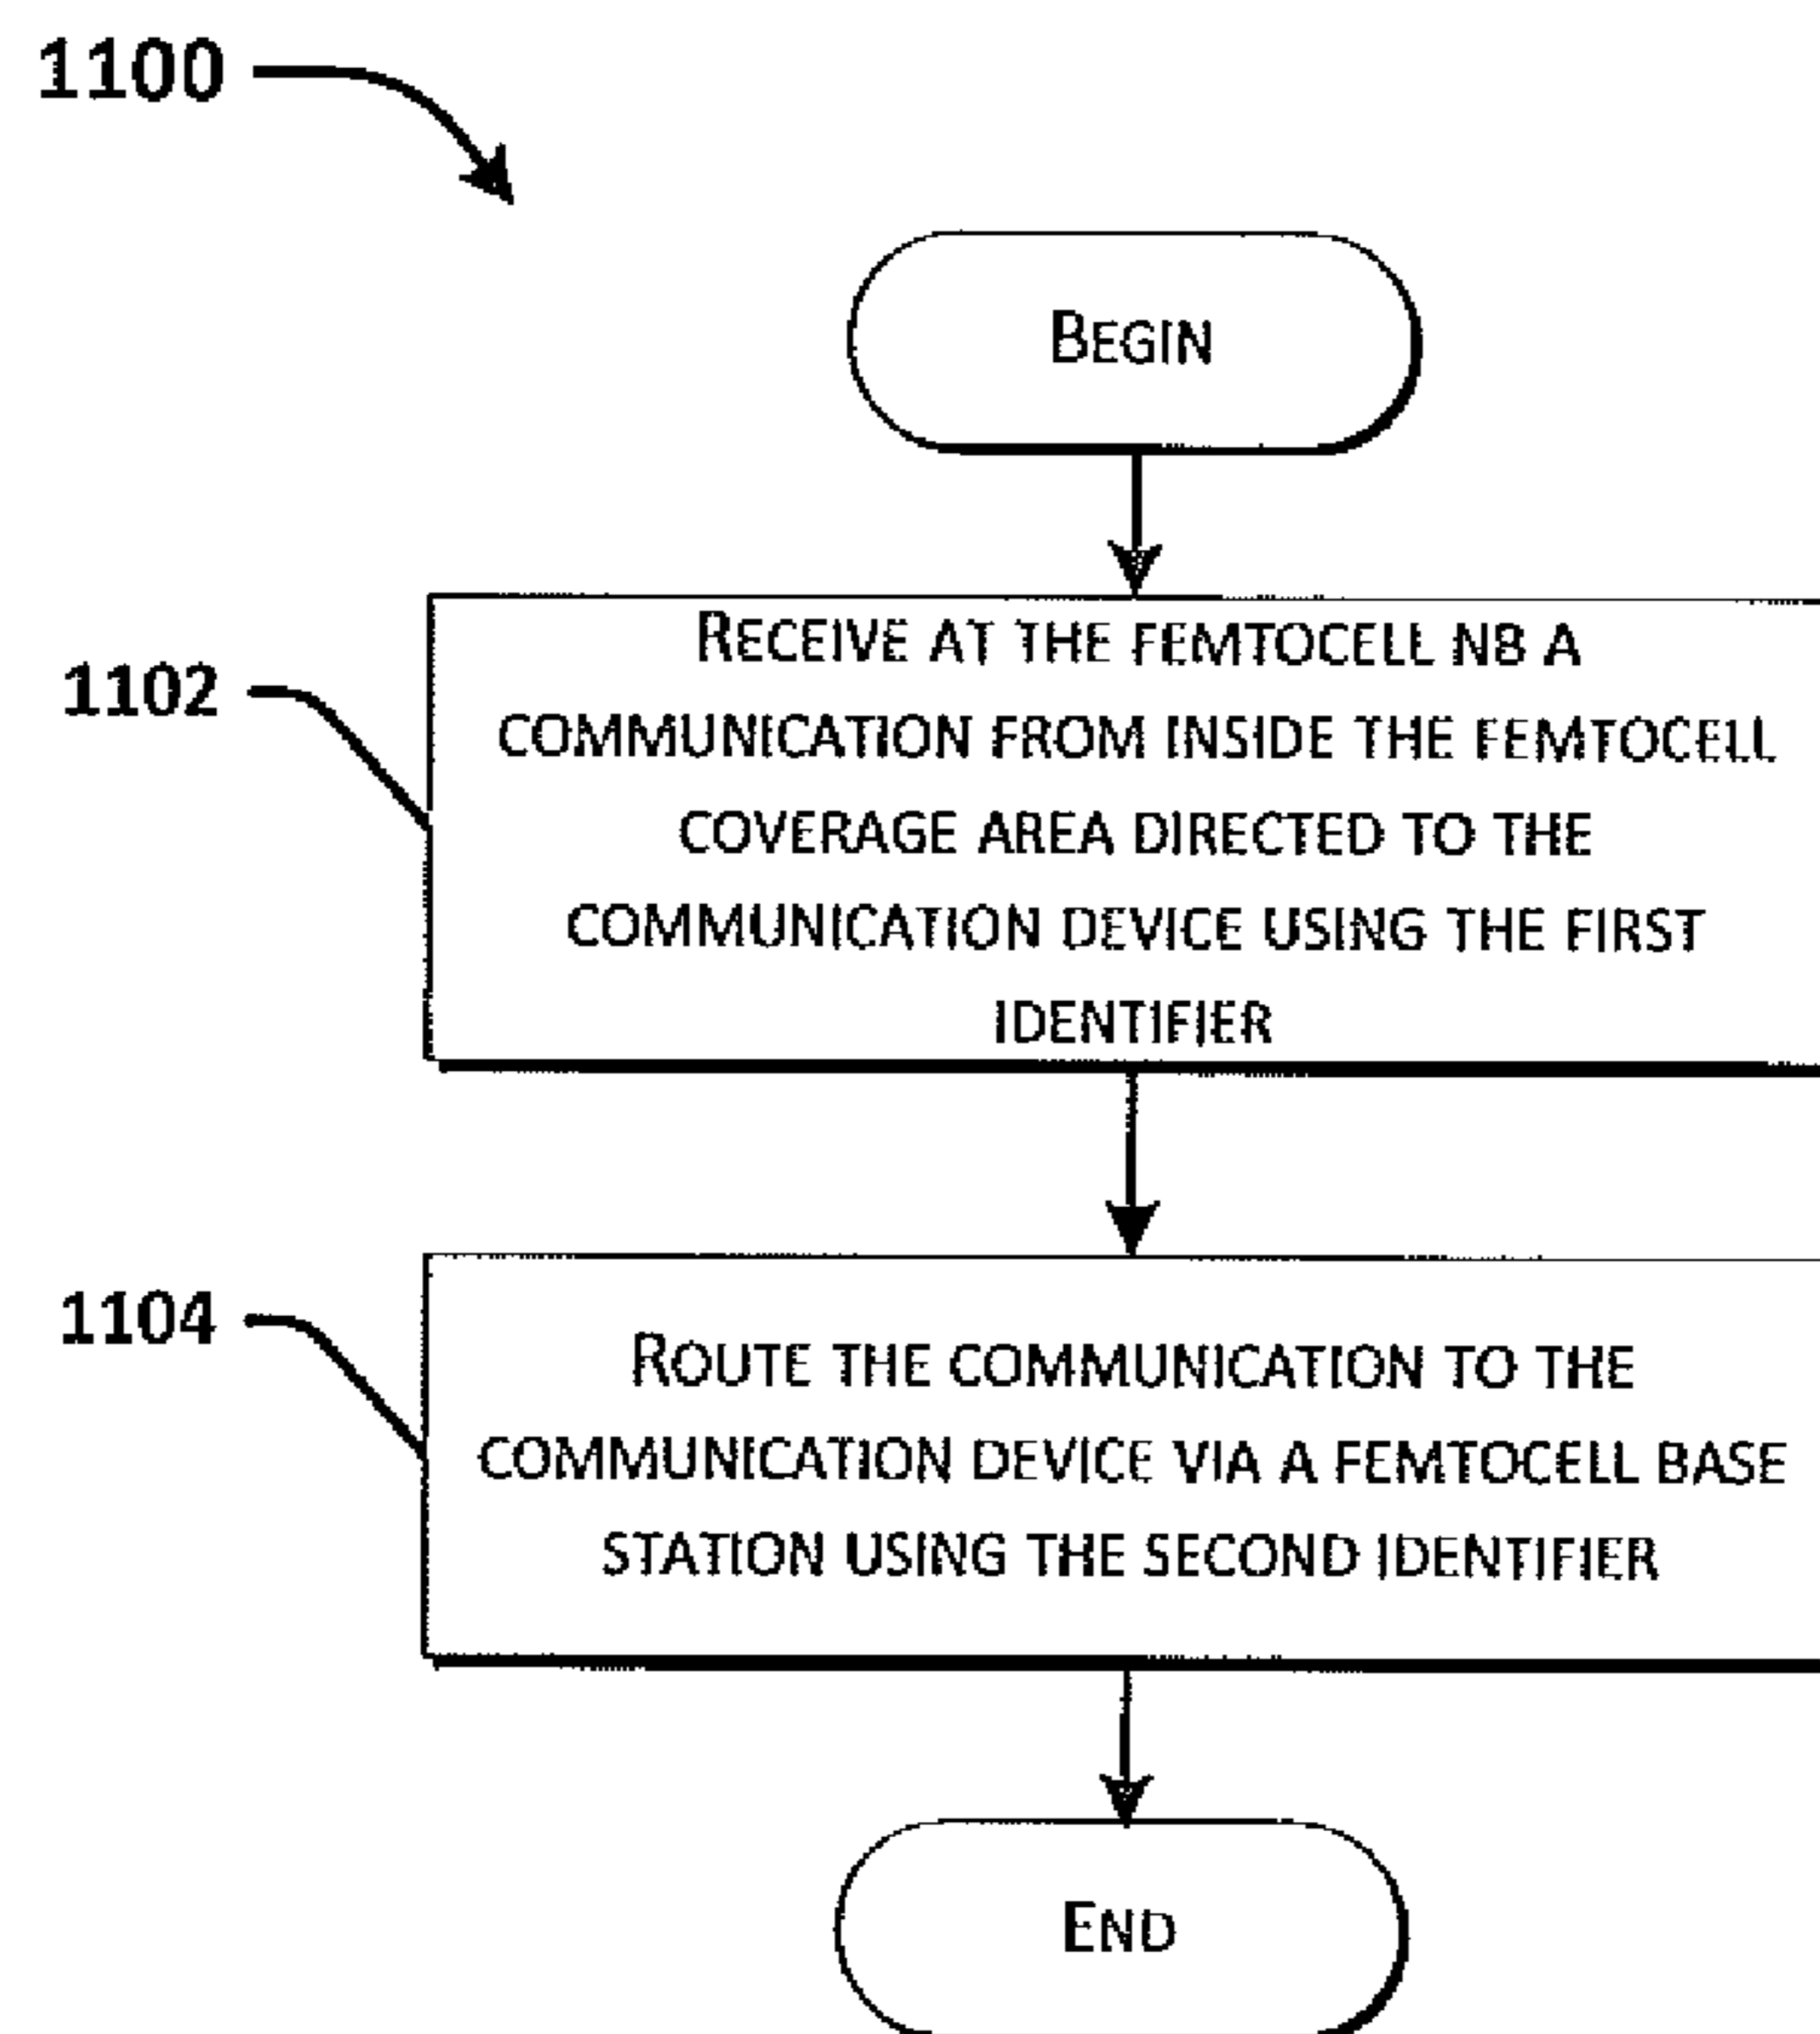 1100
BEGIN
1102
RECEIVE AT THE FEMTOCELL NB A
COMMUNICATION FROM INSIDE THE FEMTOCELL
COVERAGE AREA DIRECTED TO THE
COMMUNICATION DEVICE USING THE FIRST
IDENTIFIER
1104
ROUTE THE COMMUNICATION TO THE
COMMUNICATION DEVICE VIA A FEMTOCELL BASE
STATION USING THE SECOND IDENTIFIER
END